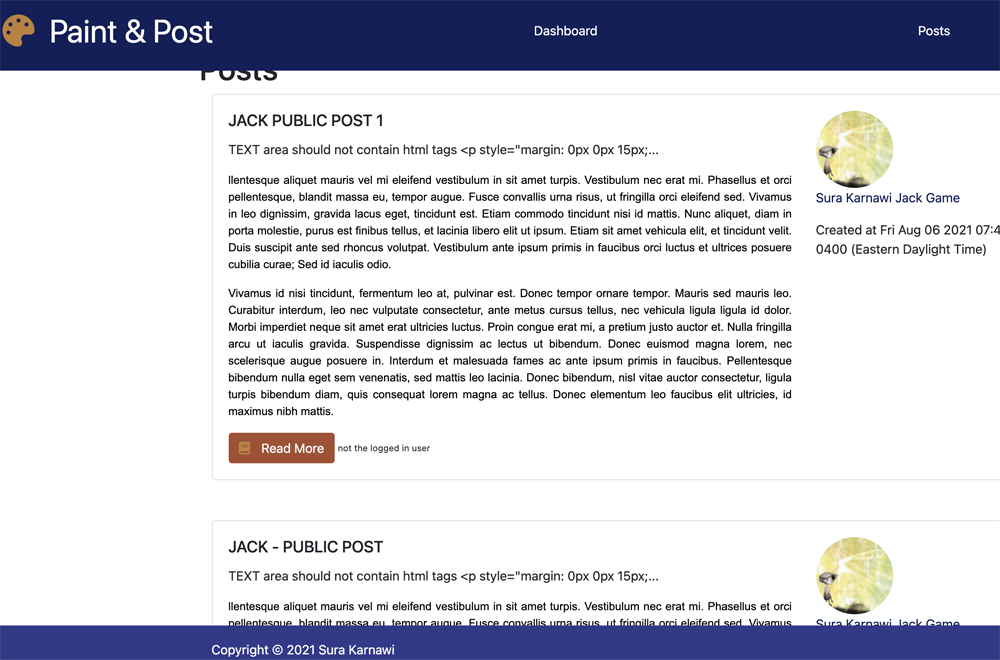 Paint & Post
Dashboard
Posts
Posts
JACK PUBLIC POST 1
TEXT area should not contain html tags <p style="margin: 0px 0px 15px;...
llentesque aliquet mauris vel mi eleifend vestibulum in sit amet turpis. Vestibulum nec erat mi. Phasellus et orci
pellentesque, blandit massa eu, tempor augue. Fusce convallis urna risus, ut fringilla orci eleifend sed. Vivamus
in leo dignissim, gravida lacus eget, tincidunt est. Etiam commodo tincidunt nisi id mattis. Nunc aliquet, diam in
porta molestie, purus est finibus tellus, et lacinia libero elit ut ipsum. Etiam sit amet vehicula elit, et tincidunt velit.
Duis suscipit ante sed rhoncus volutpat. Vestibulum ante ipsum primis in faucibus orci luctus et ultrices posuere
cubilia curae; Sed id iaculis odio.
Vivamus id nisi tincidunt, fermentum leo at, pulvinar est. Donec tempor ornare tempor. Mauris sed mauris leo.
Curabitur interdum, leo nec vulputate consectetur, ante metus cursus tellus, nec vehicula ligula ligula id dolor.
Morbi imperdiet neque sit amet erat ultricies luctus. Proin congue erat mi, a pretium justo auctor et. Nulla fringilla
arcu ut iaculis gravida. Suspendisse dignissim ac lectus ut bibendum. Donec euismod magna lorem, nec
scelerisque augue posuere in. Interdum et malesuada fames ac ante ipsum primis in faucibus. Pellentesque
bibendum nulla eget sem venenatis, sed mattis leo lacinia. Donec bibendum, nisl vitae auctor consectetur, ligula
turpis bibendum diam, quis consequat lorem magna ac tellus. Donec elementum leo faucibus elit ultricies, id
maximus nibh mattis.
Read More
not the logged in user
Sura Karnawi Jack Game
Created at Fri Aug 06 2021 07:4
0400 (Eastern Daylight Time)
JACK - PUBLIC POST
TEXT area should not contain html tags <p style="margin: 0px 0px 15px;...
llentesque aliquet mauris vel mi eleifend vestibulum in sit amet turpis. Vestibulum nec erat mi. Phasellus et orci
pellentesque, blandit massa eu, tempor augue. Fusce convallis urna risus, ut fringilla orci eleifend sed. Vivamus
Sura Karnawi Jack Game
Copyright © 2021 Sura Karnawi